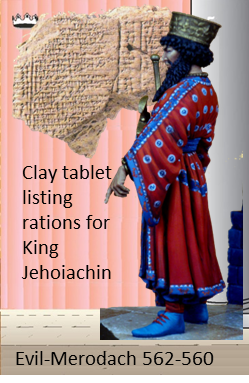 Clay tablet
listing
rations for
King
Jehoiachin
Evil-Merodach 562-560